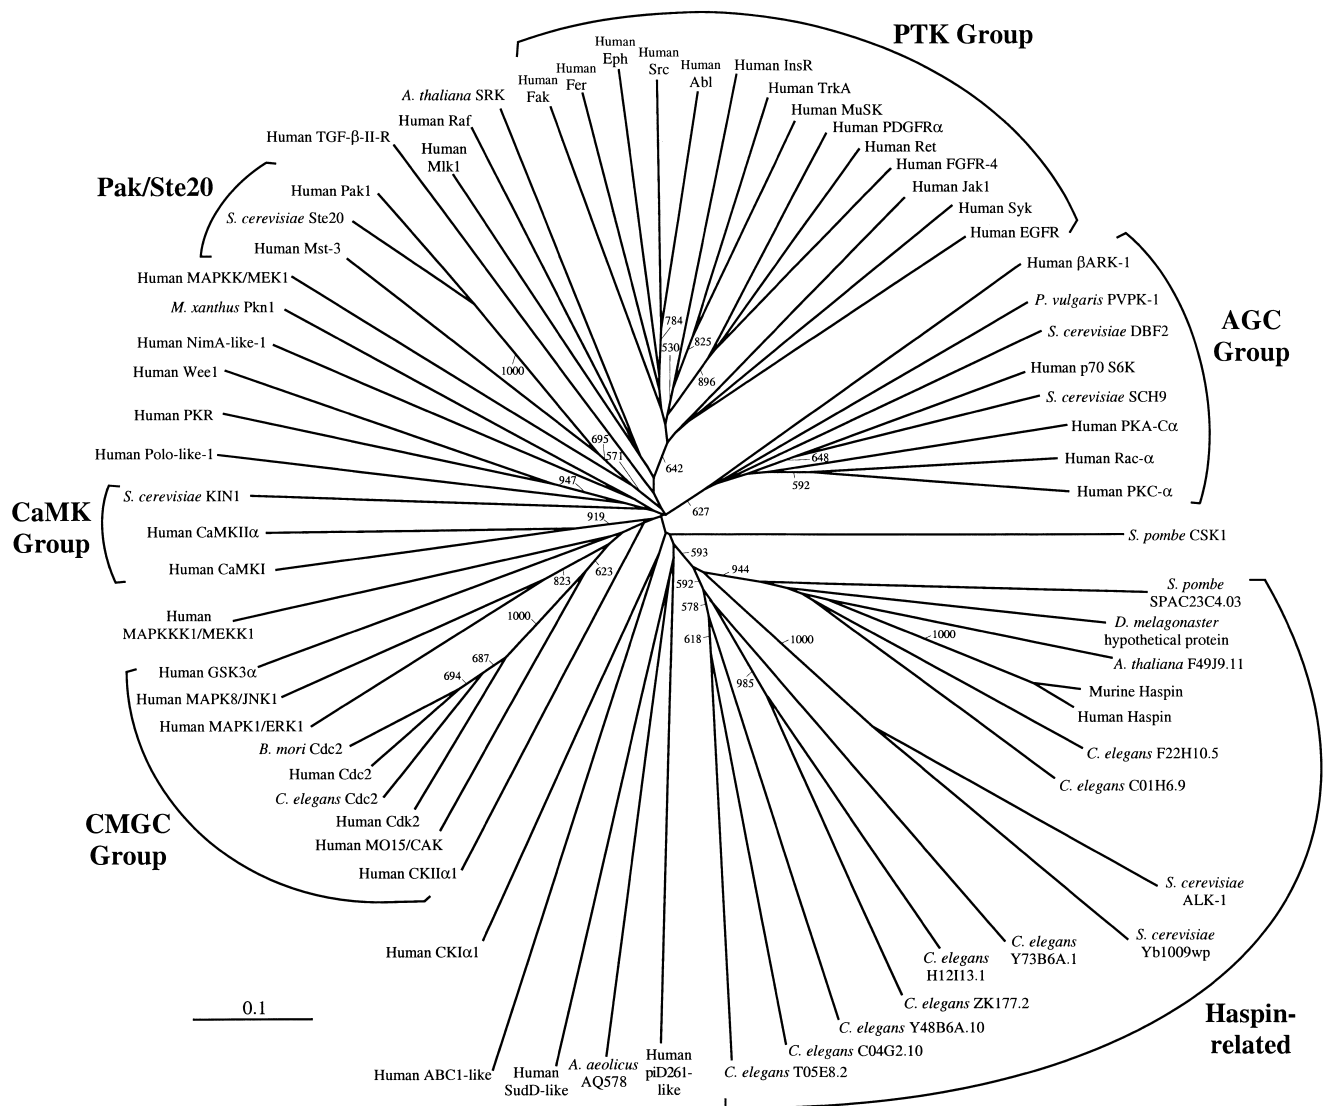 PTK Group
Human
Eph
Human
Src
Human
Abl
Human InsR
Human
Fer
Human
Fak
Human TrkA
A. thaliana SRK
Human MuSK
Human Raf
Human PDGFRα
Human TGF-β-II-R
Human
Mlk1
Human Ret
Human FGFR-4
Pak/Ste20
Human Pak1
Human Jak1
S. cerevisiae Ste20
Human Syk
Human Mst-3
Human EGFR
Human MAPKK/MEK1
Human βARK-1
M. xanthus Pkn1
P. vulgaris PVPK-1
AGC
Group
784
S. cerevisiae DBF2
Human NimA-like-1
530
825
Human Wee1
1000
896
Human p70 S6K
S. cerevisiae SCH9
Human PKR
Human PKA-Cα
695
571
Human Polo-like-1
642
648
Human Rac-α
947
592
Human PKC-α
CaMK
Group
S. cerevisiae KIN1
919
627
Human CaMKIIα
S. pombe CSK1
593
Human CaMKI
823
623
592
944
S. pombe
SPAC23C4.03
578
Human
MAPKKK1/MEKK1
1000
618
1000
1000
D. melagonaster
hypothetical protein
687
A. thaliana F49J9.11
Human GSK3α
694
985
Murine Haspin
Human MAPK8/JNK1
Human Haspin
Human MAPK1/ERK1
B. mori Cdc2
C. elegans F22H10.5
Human Cdc2
C. elegans C01H6.9
C. elegans Cdc2
CMGC
Group
Human Cdk2
Human MO15/CAK
Human CKIIα1
S. cerevisiae
ALK-1
Human CKIα1
S. cerevisiae
Yb1009wp
C. elegans
Y73B6A.1
C. elegans
H12I13.1
C. elegans ZK177.2
0.1
Haspin-
related
C. elegans Y48B6A.10
C. elegans C04G2.10
C. elegans T05E8.2
Human
piD261-
like
A. aeolicus
AQ578
Human
SudD-like
Human ABC1-like